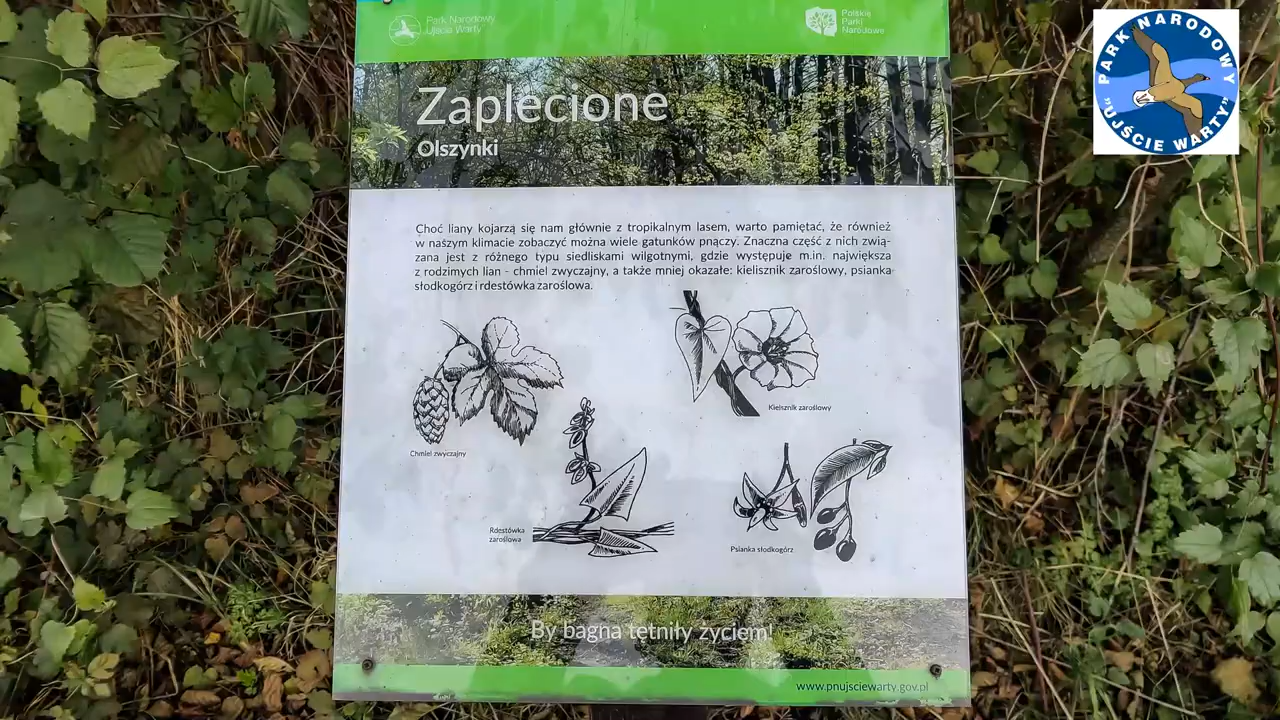 Park Narodowy
Ujścia Warty
Polskie
Parki
Narodowe
PARK NARODOWY
"UJŚCIE WARTY"
Zaplecione
Olszynki
Choć liany kojarzą się nam głównie z tropikalnym lasem, warto pamiętać, że również
w naszym klimacie zobaczyć można wiele gatunków pnączy. Znaczna część z nich zwią-
zana jest z różnego typu siedliskami wilgotnymi, gdzie występuje m.in. największa
z rodzimych lian - chmiel zwyczajny, a także mniej okazałe: kielisznik zaroślowy, psianka
słodkogórz i rdestówka zaroślowa.
Kielisznik zaroślowy
Chmiel zwyczajny
Rdestówka
zaroślowa
Psianka słodkogórz
By bagna tętniły życiem!
www.pnujsciewarty.gov.pl